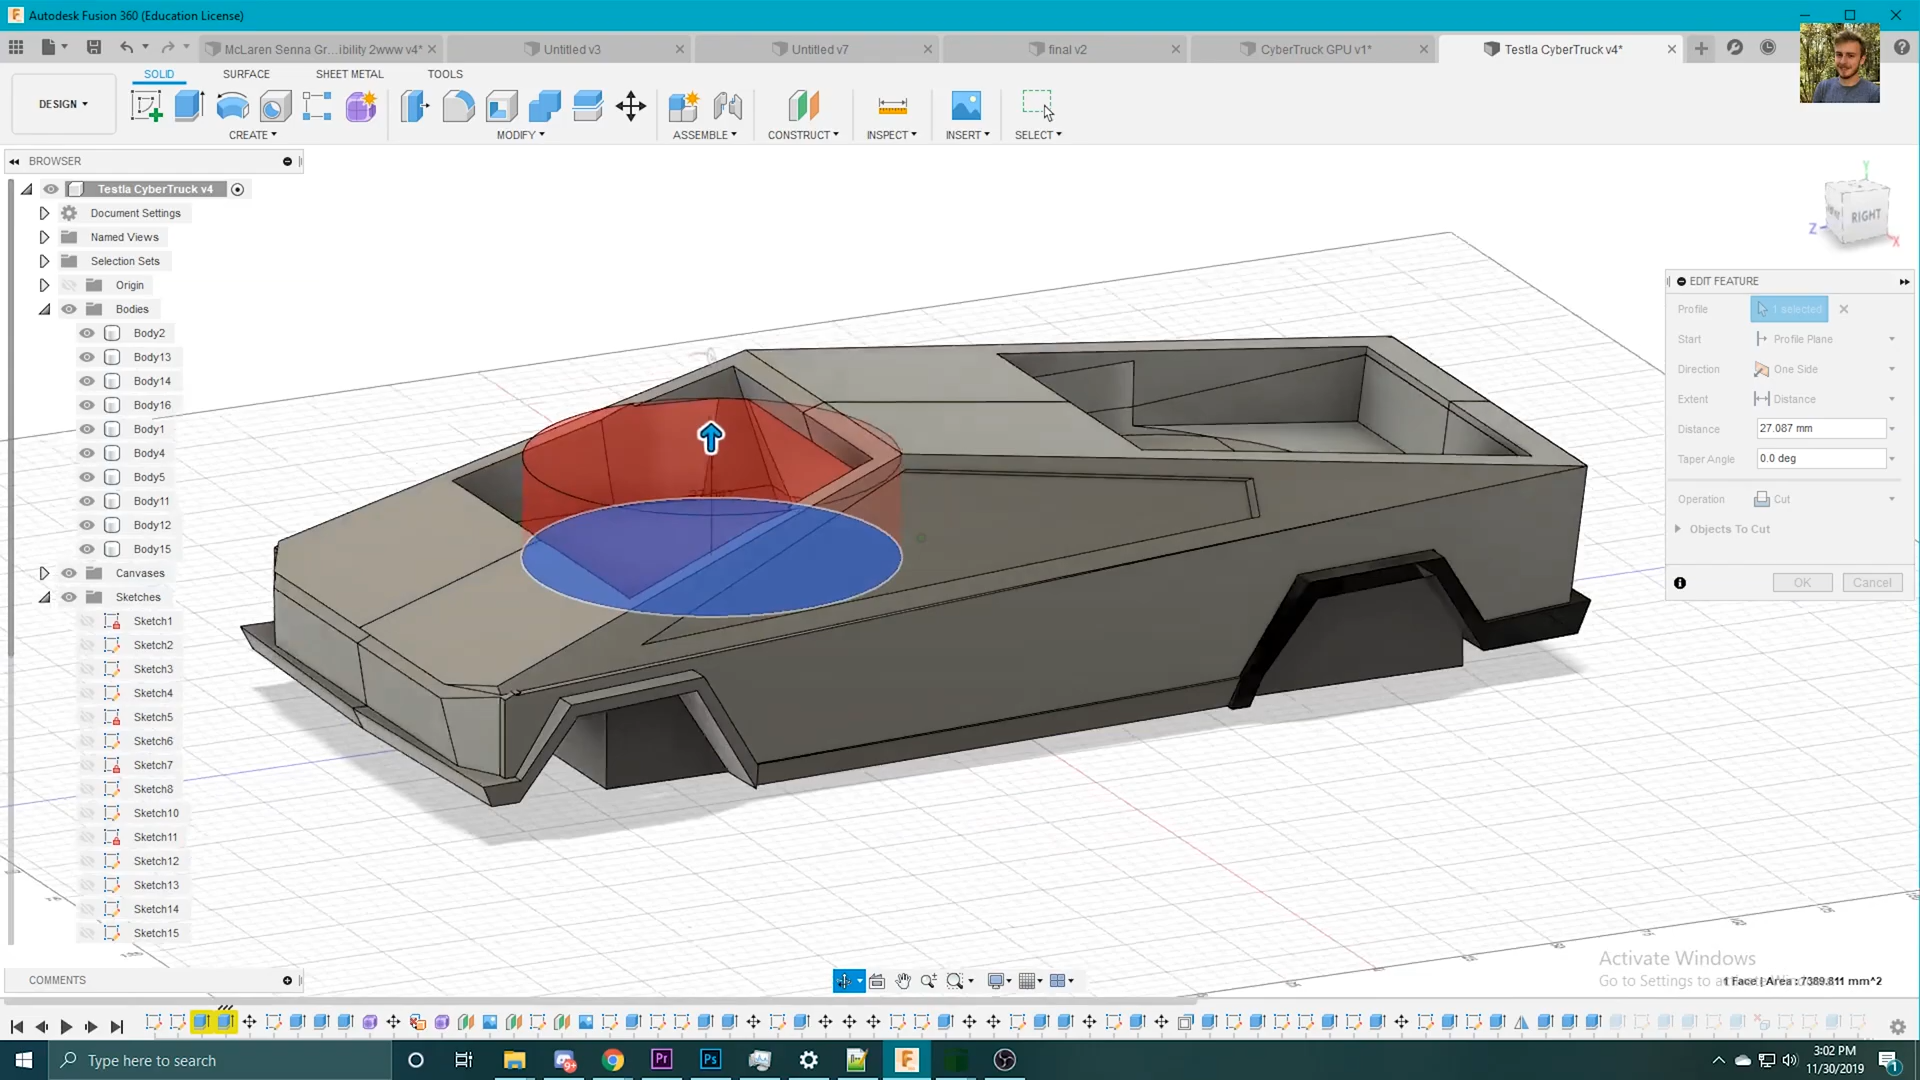 Autodesk Fusion 360 (Education License)
McLaren Senna Gr...ibility 2www v4*
Untitled v3
Untitled v7
final v2
CyberTruck GPU v1*
Testla CyberTruck v4*
SOLID
SURFACE
SHEET METAL
TOOLS
DESIGN
CREATE
MODIFY
ASSEMBLE
CONSTRUCT
INSPECT
INSERT
SELECT
BROWSER
Testla CyberTruck v4
Document Settings
Named Views
Selection Sets
Origin
Bodies
Body2
Body13
Body14
Body16
Body1
Body4
Body5
Body11
Body12
Body15
Canvases
Sketches
Sketch1
Sketch2
Sketch3
Sketch4
Sketch5
Sketch6
Sketch7
Sketch8
Sketch10
Sketch11
Sketch12
Sketch13
Sketch14
Sketch15
COMMENTS
Y
RIGHT
Z
X
EDIT FEATURE
Profile 1 selected
Start Profile Plane
Direction One Side
Extent Distance
Distance 27.087 mm
Taper Angle 0.0 deg
Operation Cut
Objects To Cut
OK Cancel
Activate Windows
Go to Settings to
1 Face | Area : 7389.811 mm^2
Type here to search
Pr
Ps
F
3:02 PM
11/30/2019
1